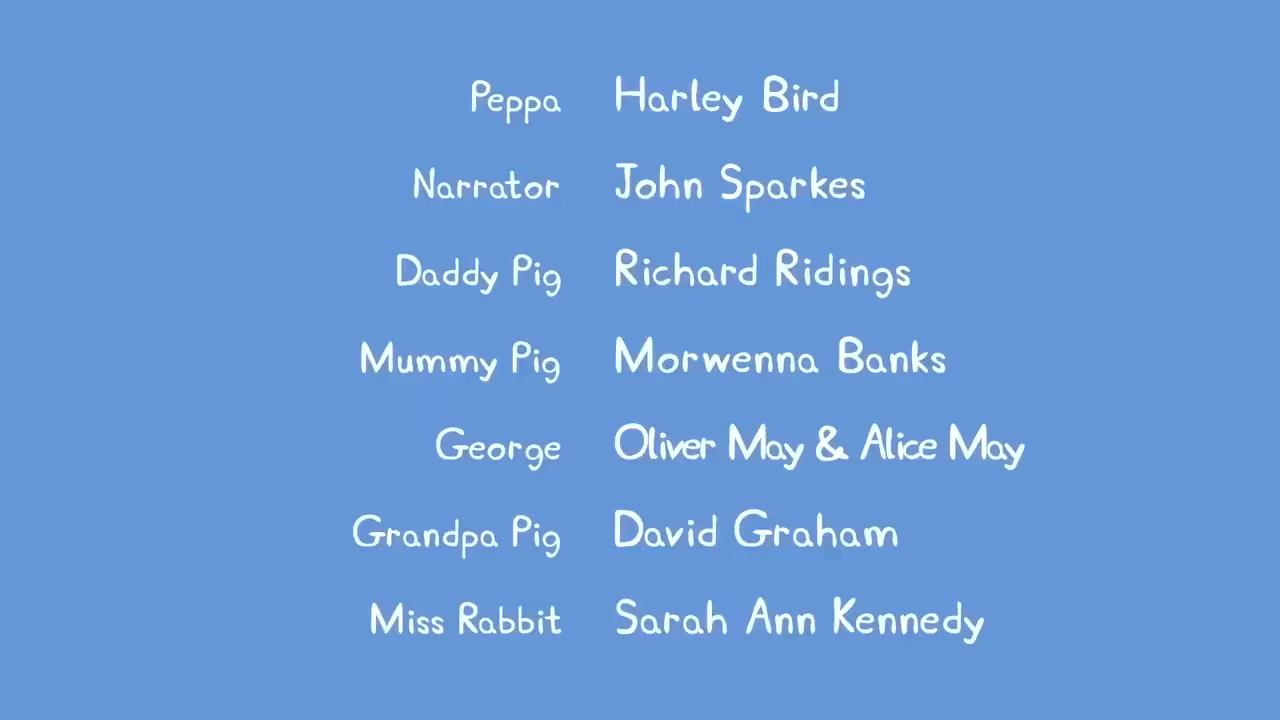 Peppa Harley Bird
Narrator John Sparkes
Daddy Pig Richard Ridings
Mummy Pig Morwenna Banks
George Oliver May & Alice May
Grandpa Pig David Graham
Miss Rabbit Sarah Ann Kennedy